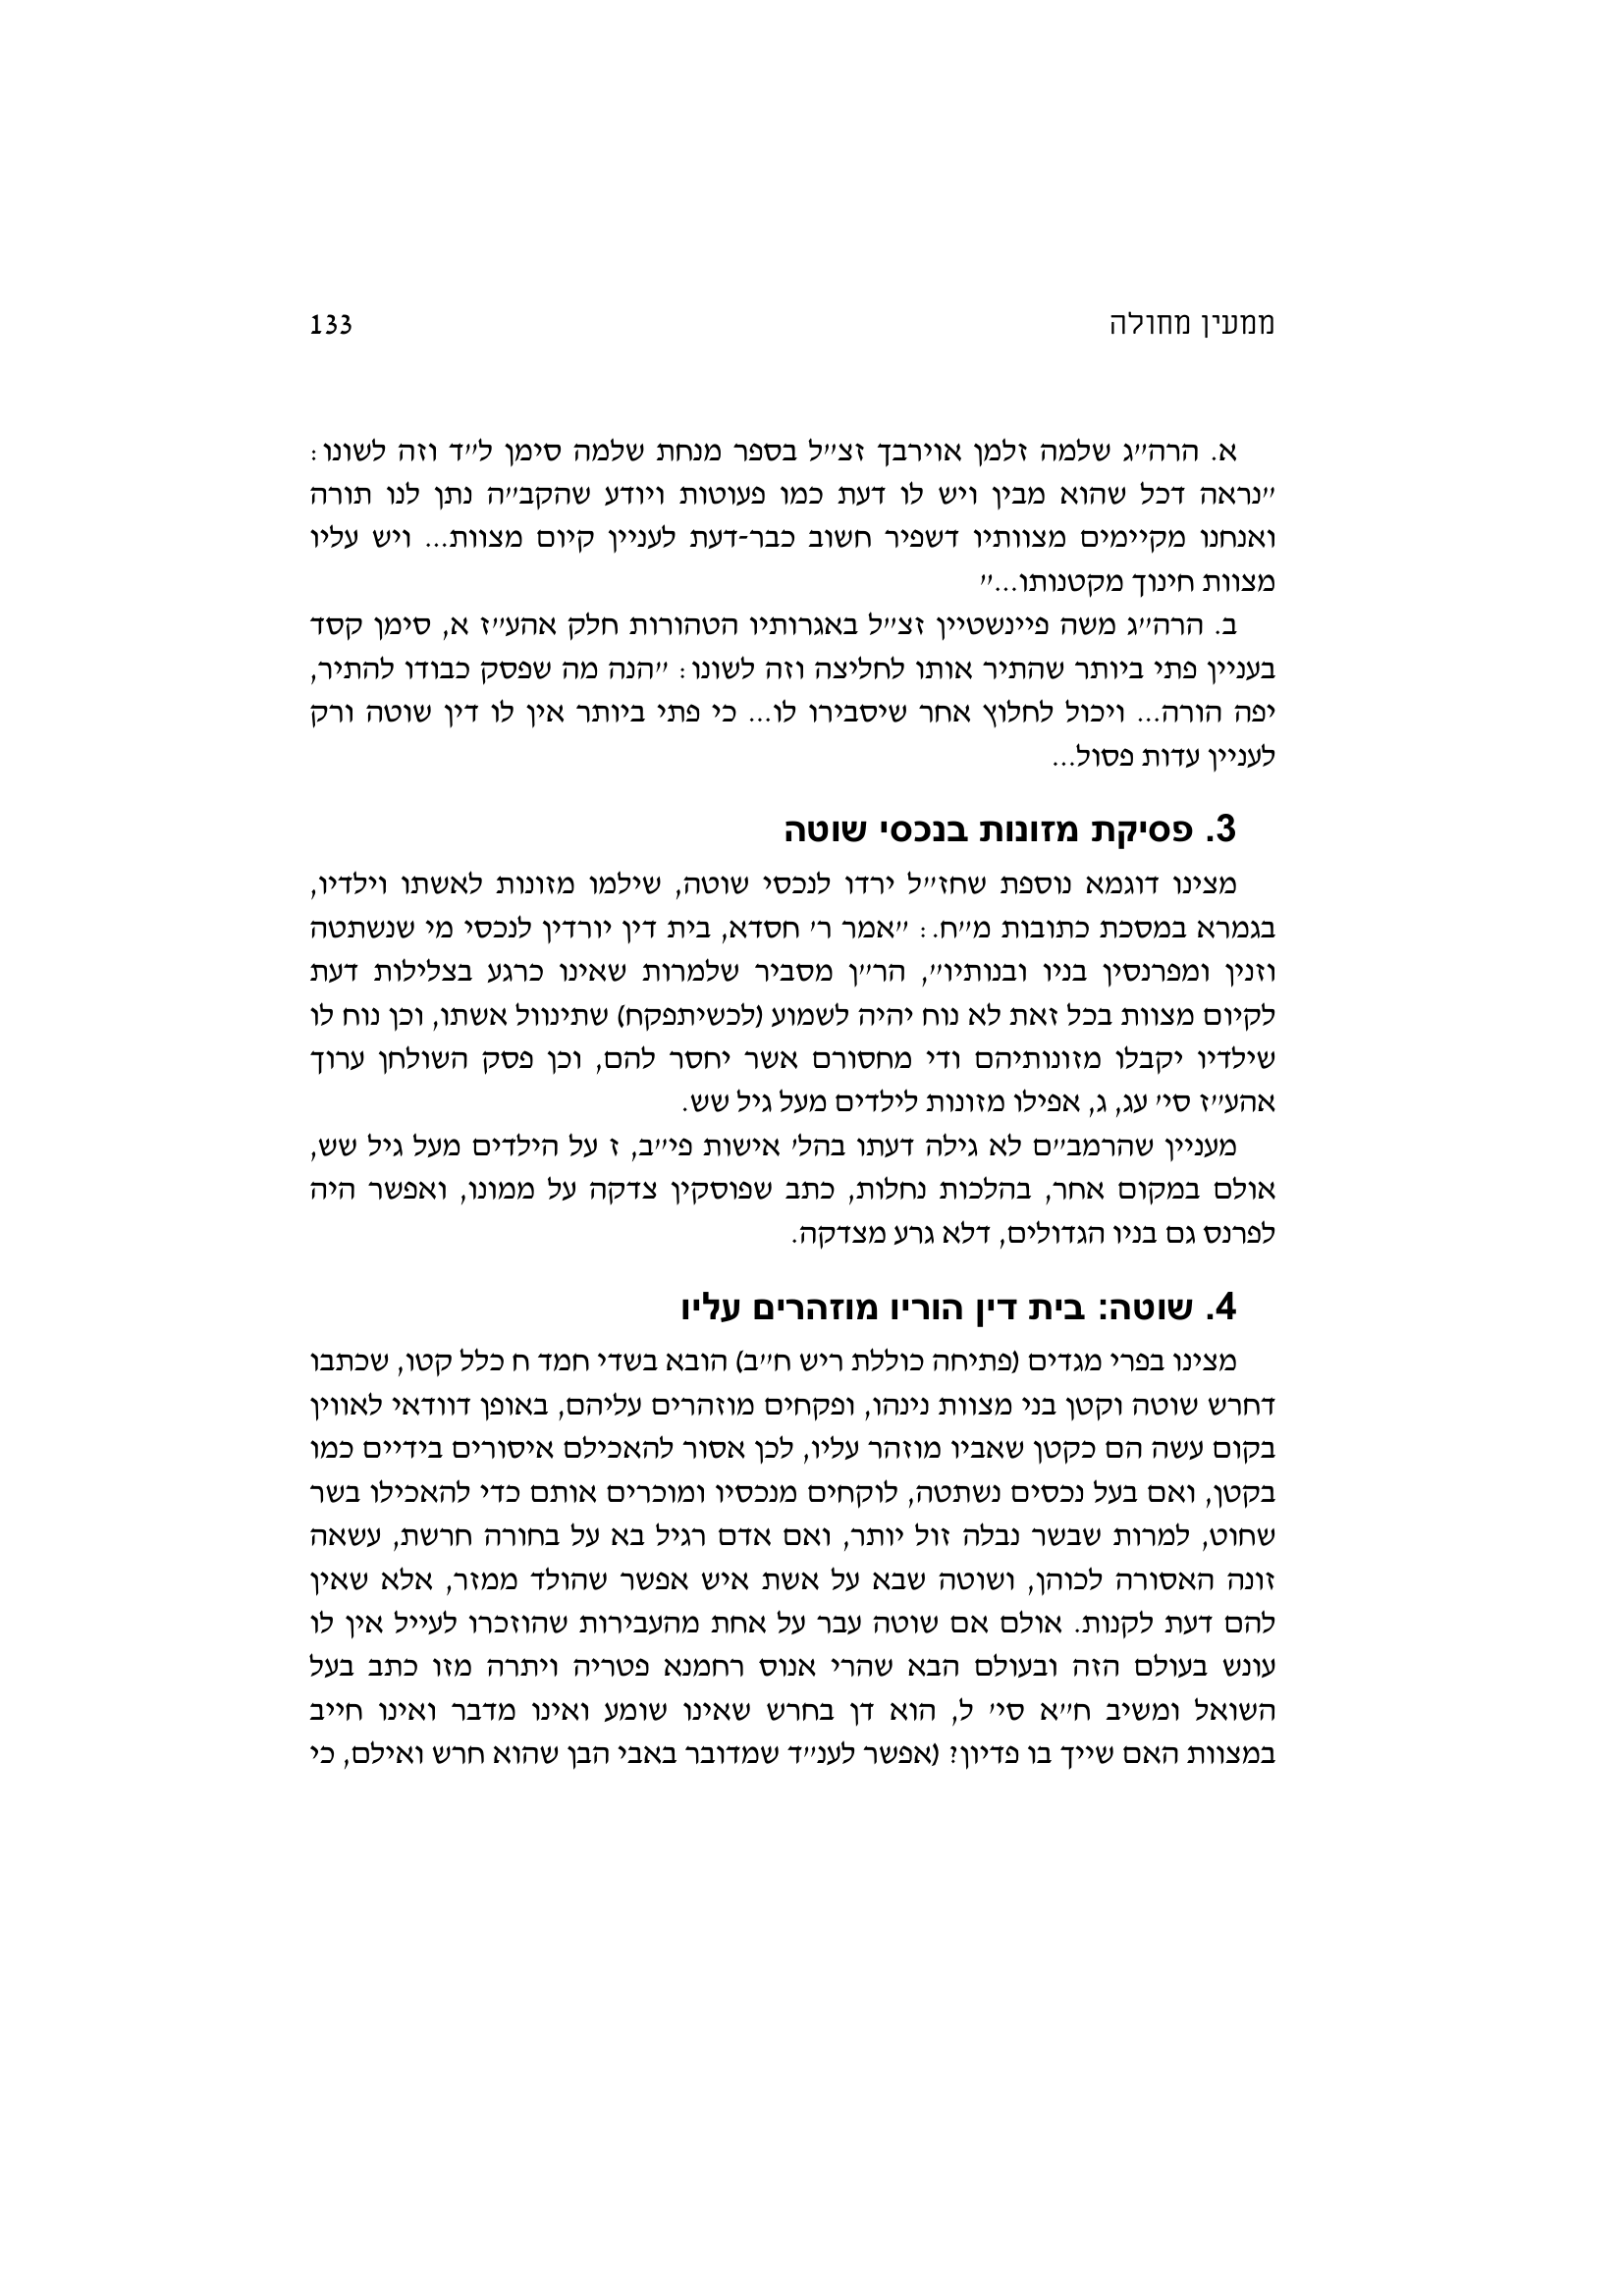 ממעין מחולה 133
א. הרה״ג שלמה זלמן אוירבך זצ״ל בספר מנחת שלמה סימן ל״ד וזה לשונו:
״נראה דכל שהוא מבין ויש לו דעת כמו פעוטות ויודע שהקב״ה נתן לנו תורה
ואנחנו מקיימים מצוותיו דשפיר חשוב כבר-דעת לעניין קיום מצוות... ויש עליו
מצוות חינוך מקטנותו...״
ב. הרה״ג משה פיינשטיין זצ״ל באגרותיו הטהורות חלק אהע״ז א, סימן קסד
בעניין פתי ביותר שהתיר אותו לחליצה וזה לשונו: ״הנה מה שפסק כבודו להתיר,
יפה הורה... ויכול לחלוץ אחר שיסבירו לו... כי פתי ביותר אין לו דין שוטה ורק
לעניין עדות פסול...
3. פסיקת מזונות בנכסי שוטה
מצינו דוגמא נוספת שחז״ל ירדו לנכסי שוטה, שילמו מזונות לאשתו וילדיו,
בגמרא במסכת כתובות מ״ח.: ״אמר ר׳ חסדא, בית דין יורדין לנכסי מי שנשתטה
וזנין ומפרנסין בניו ובנותיו״, הר״ן מסביר שלמרות שאינו כרגע בצלילות דעת
לקיום מצוות בכל זאת לא נוח יהיה לשמוע (לכשיתפקח) שתינוול אשתו, וכן נוח לו
שילדיו יקבלו מזונותיהם ודי מחסורם אשר יחסר להם, וכן פסק השולחן ערוך
אהע״ז סי׳ עג, ג, אפילו מזונות לילדים מעל גיל שש.
מעניין שהרמב״ם לא גילה דעתו בהל׳ אישות פי״ב, ז על הילדים מעל גיל שש,
אולם במקום אחר, בהלכות נחלות, כתב שפוסקין צדקה על ממונו, ואפשר היה
לפרנס גם בניו הגדולים, דלא גרע מצדקה.
4. שוטה: בית דין הוריו מוזהרים עליו
מצינו בפרי מגדים (פתיחה כוללת ריש ח״ב) הובא בשדי חמד ח כלל קטו, שכתבו
דחרש שוטה וקטן בני מצוות נינהו, ופקחים מוזהרים עליהם, באופן דוודאי לאווין
בקום עשה הם כקטן שאביו מוזהר עליו, לכן אסור להאכילם איסורים בידיים כמו
בקטן, ואם בעל נכסים נשתטה, לוקחים מנכסיו ומוכרים אותם כדי להאכילו בשר
שחוט, למרות שבשר נבלה זול יותר, ואם אדם רגיל בא על בחורה חרשת, עשאה
זונה האסורה לכוהן, ושוטה שבא על אשת איש אפשר שהולד ממזר, אלא שאין
להם דעת לקנות. אולם אם שוטה עבר על אחת מהעבירות שהוזכרו לעייל אין לו
עונש בעולם הזה ובעולם הבא שהרי אנוס רחמנא פטריה ויתרה מזו כתב בעל
השואל ומשיב ח״א סי׳ ל, הוא דן בחרש שאינו שומע ואינו מדבר ואינו חייב
במצוות האם שייך בו פדיון? (אפשר לענ״ד שמדובר באבי הבן שהוא חרש ואילם, כי